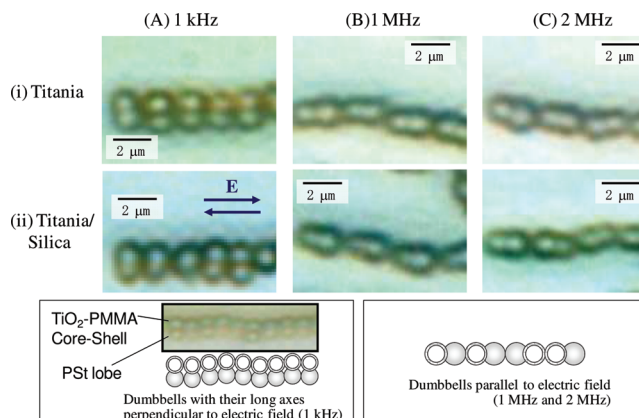 (A) 1 kHz (B)1 MHz (C) 2 MHz
(i) Titania
2 μm
2 μm
2 μm
(ii) Titania/
Silica
2 μm
E
2 μm
2 μm
TiO₂-PMMA
Core-Shell
PSt lobe
Dumbbells with their long axes
perpendicular to electric field (1 kHz)
Dumbbells parallel to electric field
(1 MHz and 2 MHz)